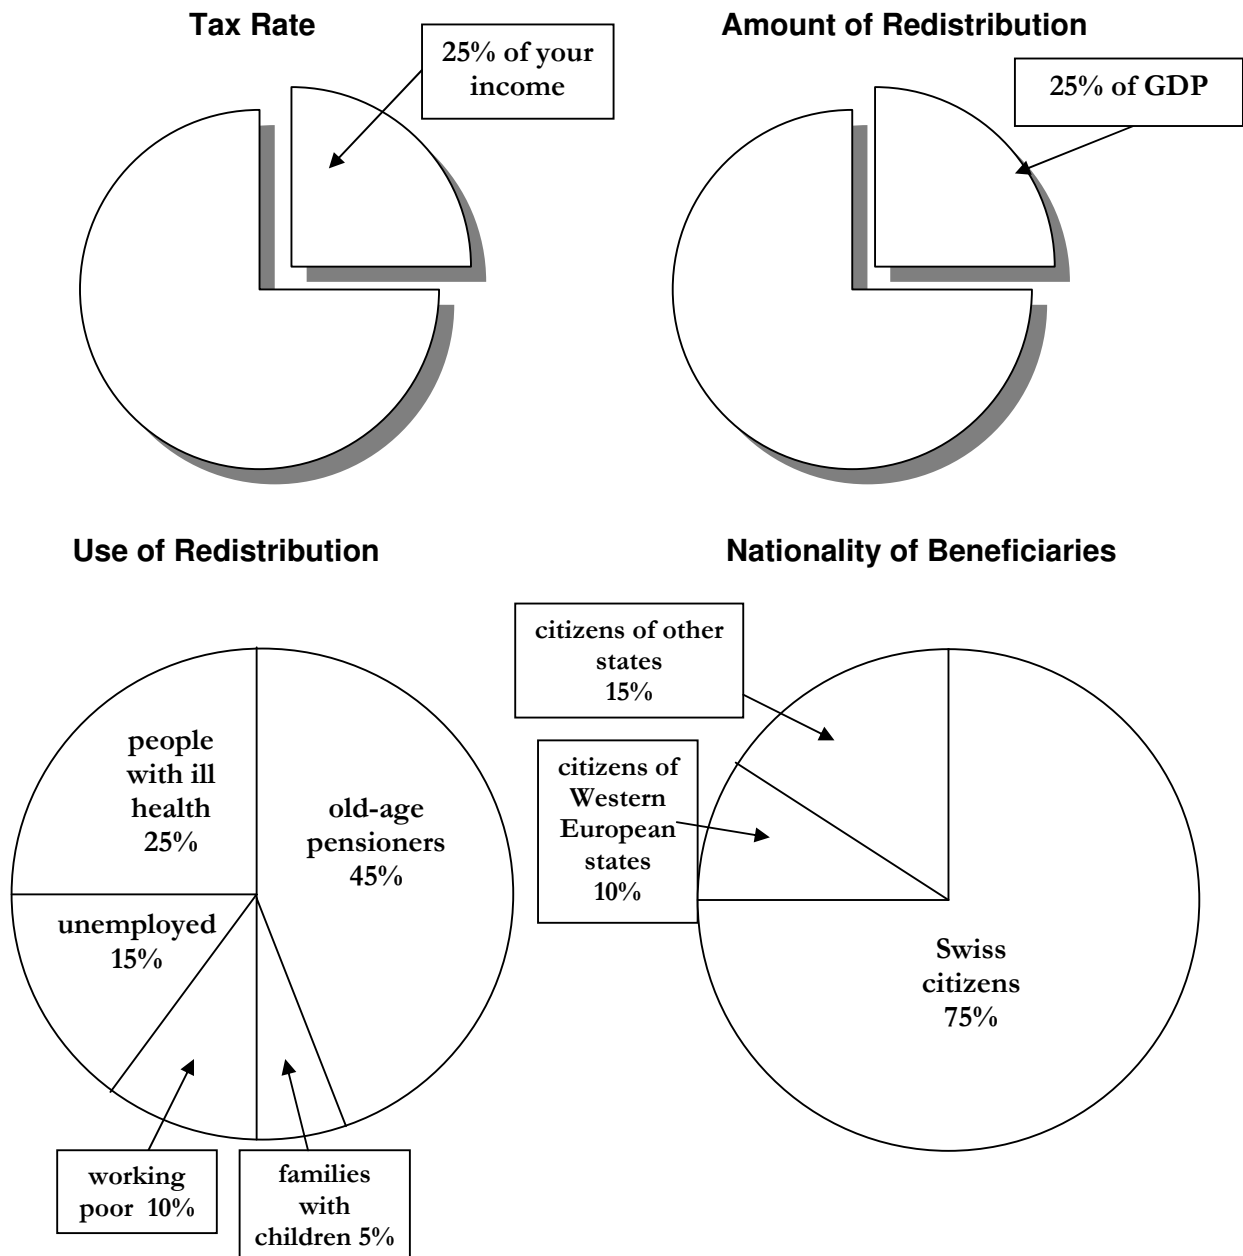 Tax Rate
25% of your
income
Amount of Redistribution
25% of GDP
Use of Redistribution
people
with ill
health
25%
old-age
pensioners
45%
unemployed
15%
working
poor 10%
families
with
children 5%
Nationality of Beneficiaries
citizens of other
states
15%
citizens of
Western
European
states
10%
Swiss
citizens
75%